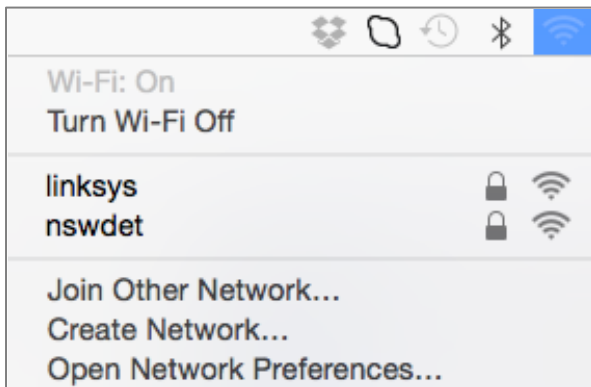 Wi-Fi: On
Turn Wi-Fi Off
linksys
nswdet
Join Other Network...
Create Network...
Open Network Preferences...